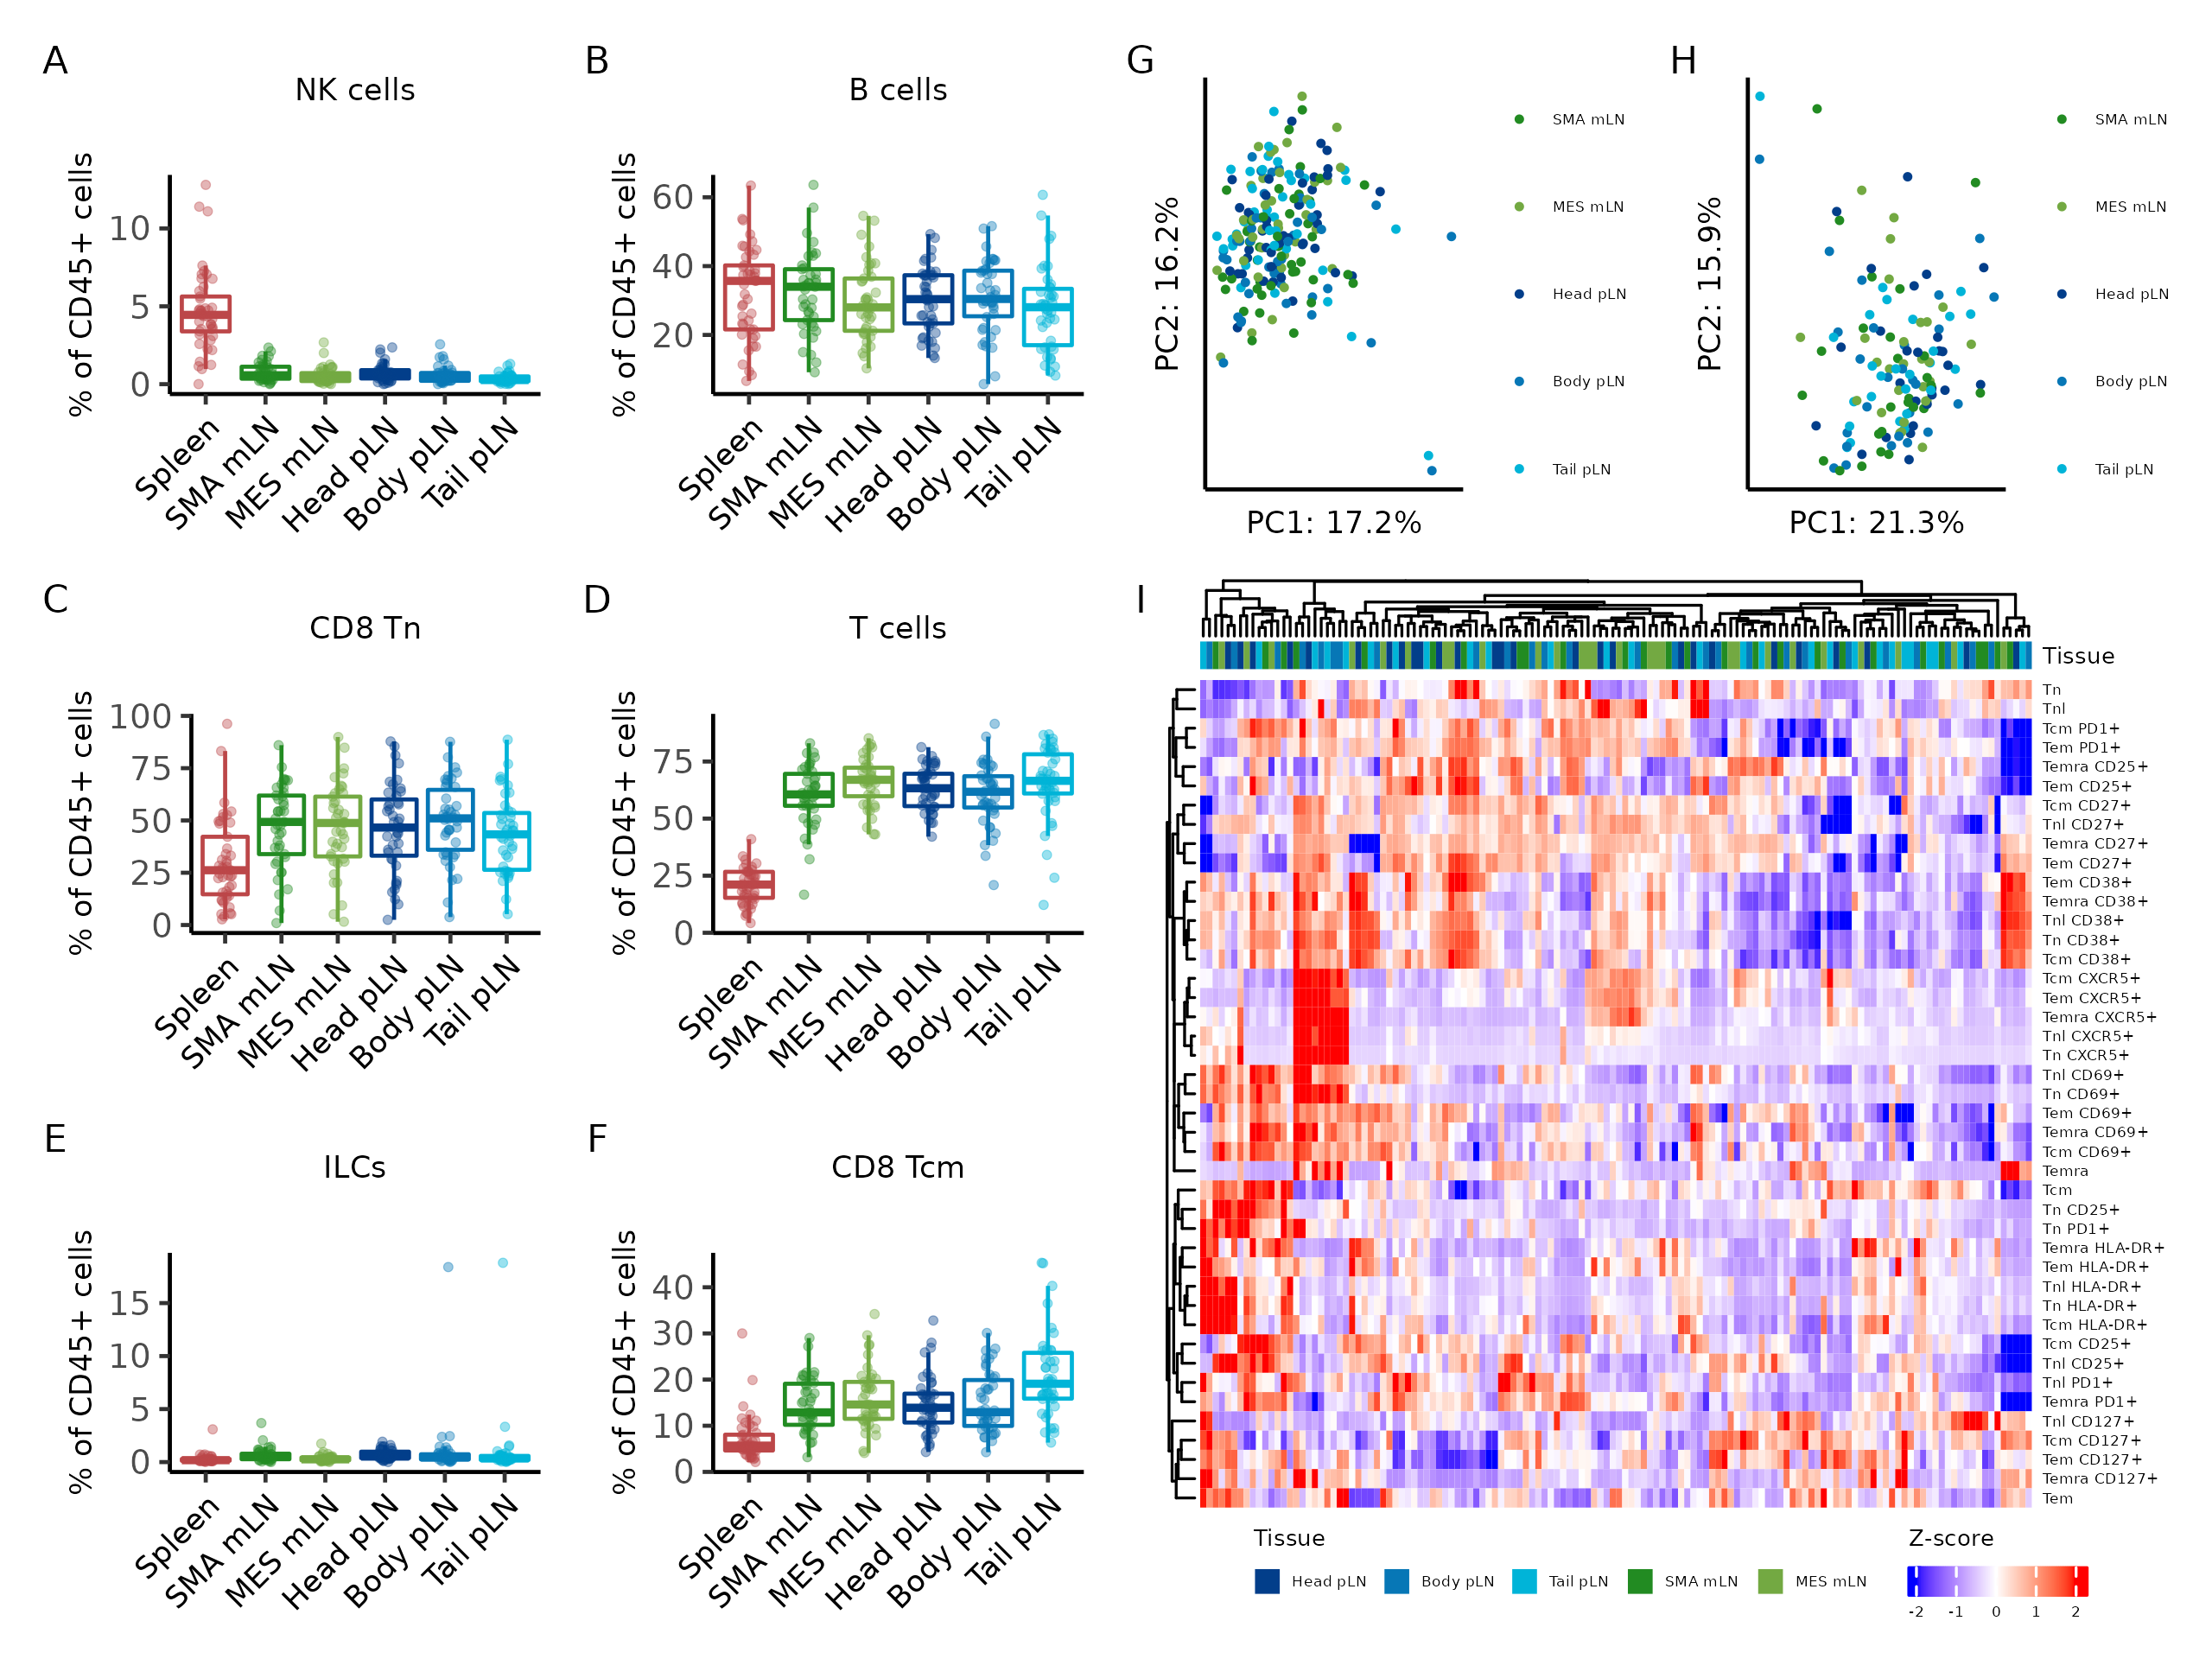 A
NK cells
% of CD45+ cells
10
5
0
Spleen
SMA mLN
MES mLN
Head pLN
Body pLN
Tail pLN
B
B cells
% of CD45+ cells
60
40
20
Spleen
SMA mLN
MES mLN
Head pLN
Body pLN
Tail pLN
G
PC2: 16.2%
PC1: 17.2%
SMA mLN
MES mLN
Head pLN
Body pLN
Tail pLN
H
PC2: 15.9%
PC1: 21.3%
SMA mLN
MES mLN
Head pLN
Body pLN
Tail pLN
C
CD8 Tn
% of CD45+ cells
100
75
50
25
0
Spleen
SMA mLN
MES mLN
Head pLN
Body pLN
Tail pLN
D
T cells
% of CD45+ cells
75
50
25
0
Spleen
SMA mLN
MES mLN
Head pLN
Body pLN
Tail pLN
E
ILCs
% of CD45+ cells
15
10
5
0
Spleen
SMA mLN
MES mLN
Head pLN
Body pLN
Tail pLN
F
CD8 Tcm
% of CD45+ cells
40
30
20
10
0
Spleen
SMA mLN
MES mLN
Head pLN
Body pLN
Tail pLN
I
Tissue
Tn
Tnl
Tcm PD1+
Tem PD1+
Temra CD25+
Tem CD25+
Tcm CD27+
Tnl CD27+
Temra CD27+
Tem CD27+
Tem CD38+
Temra CD38+
Tnl CD38+
Tn CD38+
Tcm CD38+
Tcm CXCR5+
Tem CXCR5+
Temra CXCR5+
Tnl CXCR5+
Tn CXCR5+
Tnl CD69+
Tn CD69+
Tem CD69+
Temra CD69+
Tcm CD69+
Temra
Tcm
Tn CD25+
Tn PD1+
Temra HLA-DR+
Tem HLA-DR+
Tnl HLA-DR+
Tn HLA-DR+
Tcm HLA-DR+
Tcm CD25+
Tnl CD25+
Tnl PD1+
Temra PD1+
Tnl CD127+
Tcm CD127+
Tem CD127+
Temra CD127+
Tem
Tissue
Head pLN
Body pLN
Tail pLN
SMA mLN
MES mLN
Z-score
-2 -1 0 1 2